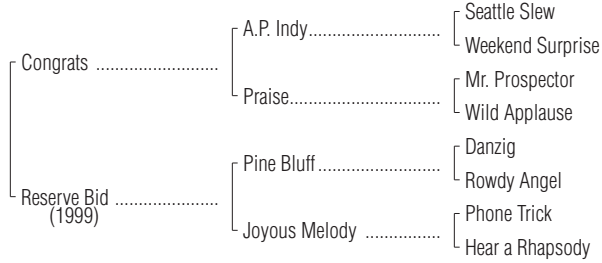 Seattle Slew
A.P. Indy..............................
Weekend Surprise
Congrats ............................
Mr. Prospector
Praise...................................
Wild Applause
Danzig
Pine Bluff............................
Rowdy Angel
Reserve Bid ........................
(1999)
Phone Trick
Joyous Melody .................
Hear a Rhapsody